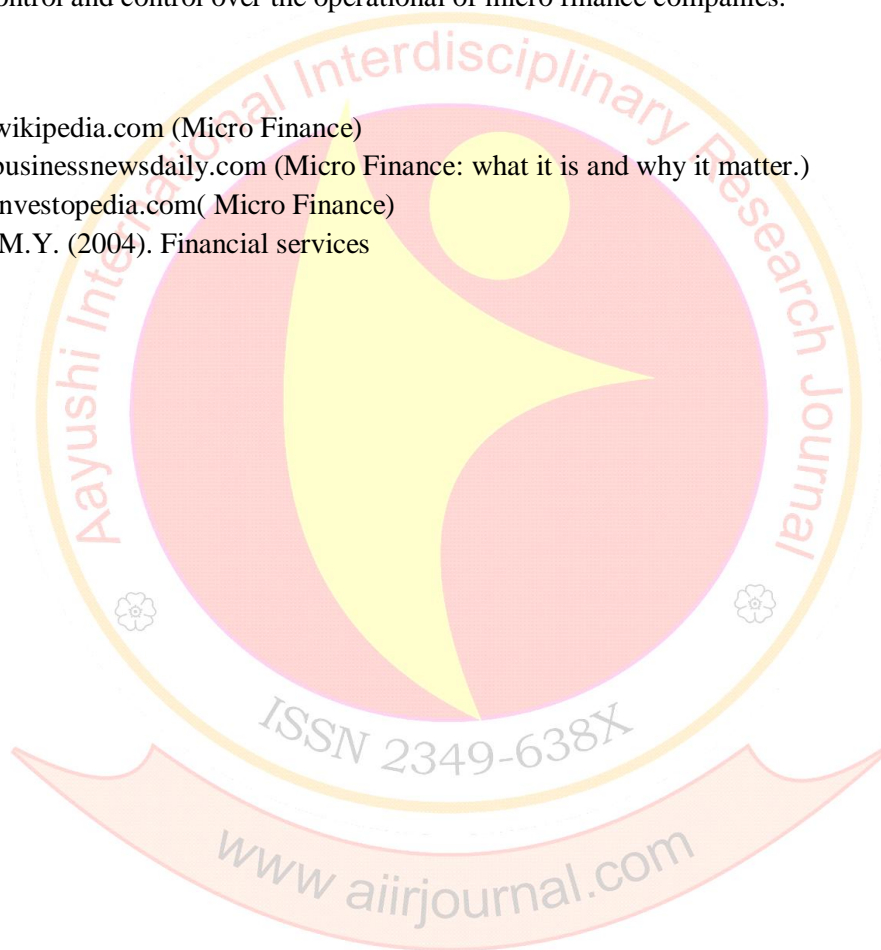 control and control over the operational of micro finance companies.
wikipedia.com (Micro Finance)
businessnewsdaily.com (Micro Finance: what it is and why it matter.)
investopedia.com( Micro Finance)
M.Y. (2004). Financial services
Aayushi International Interdisciplinary Research Journal
ISSN 2349-638X
www aiirjournal.com